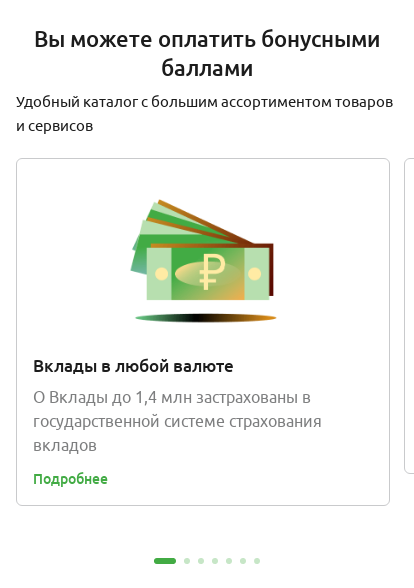 Вы можете оплатить бонусными
баллами
Удобный каталог с большим ассортиментом товаров
и сервисов
₽
Вклады в любой валюте
О Вклады до 1,4 млн застрахованы в
государственной системе страхования
вкладов
Подробнее